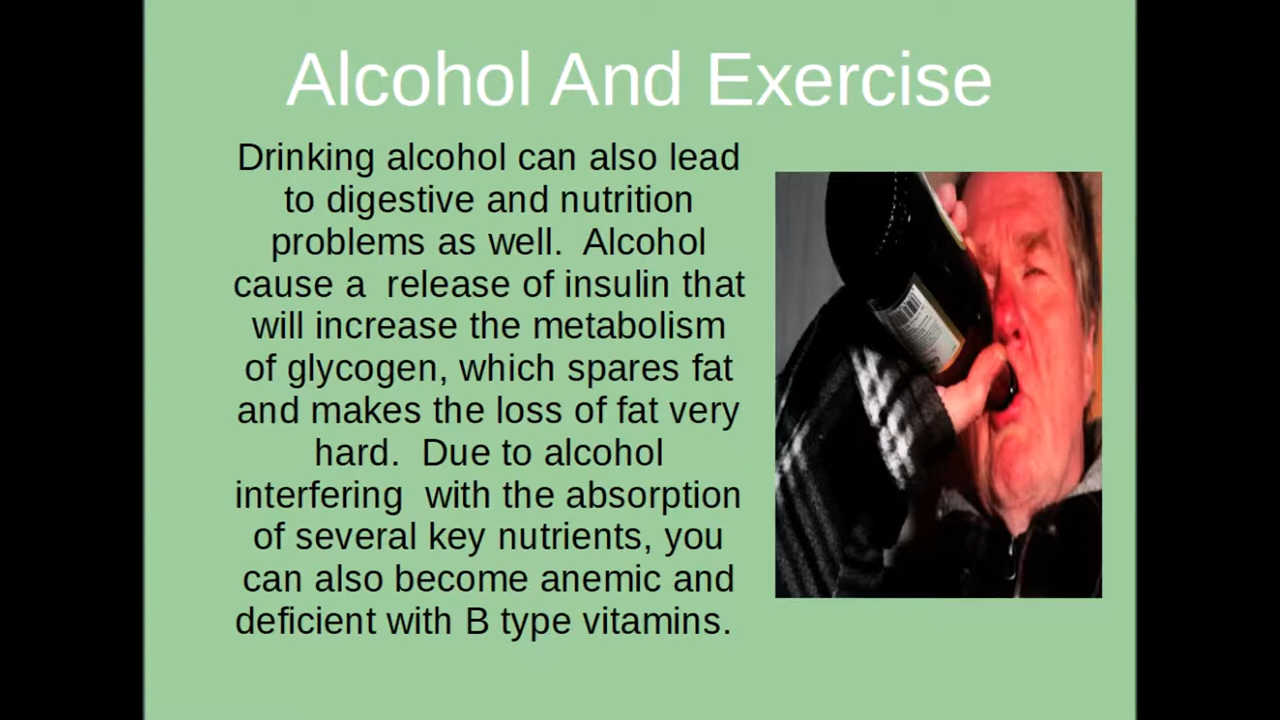 Alcohol And Exercise
Drinking alcohol can also lead
to digestive and nutrition
problems as well.  Alcohol
cause a  release of insulin that
will increase the metabolism
of glycogen, which spares fat
and makes the loss of fat very
hard.  Due to alcohol
interfering  with the absorption
of several key nutrients, you
can also become anemic and
deficient with B type vitamins.